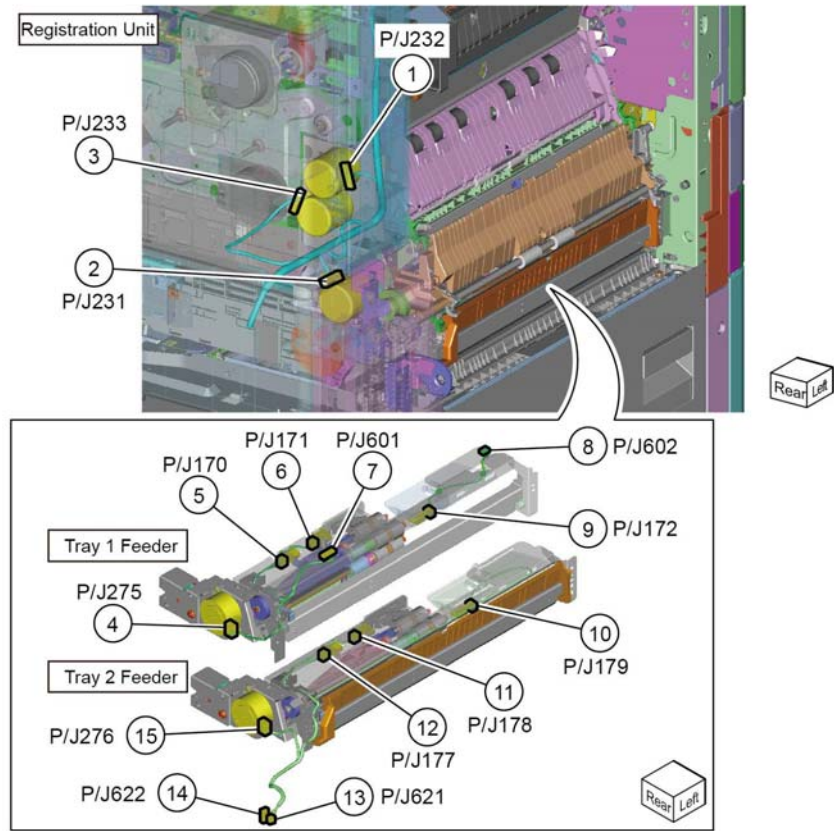 Registration Unit
P/J232
1
P/J233
3
2
P/J231
Rear Left
P/J171
P/J601
8 P/J602
P/J170
6
7
5
9 P/J172
Tray 1 Feeder
P/J275
4
10
P/J179
Tray 2 Feeder
11
P/J178
12
P/J177
P/J276 15
P/J622 14
13 P/J621
Rear Left